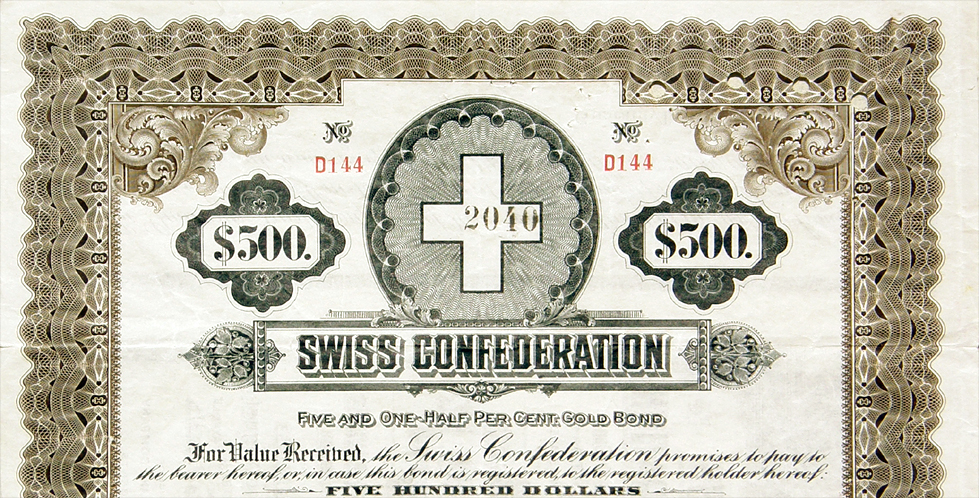 Nº Nº
D144 D144
2040
$500. $500.
SWISS CONFEDERATION
FIVE AND ONE-HALF PER CENT. GOLD BOND
For Value Received, the Swiss Confederation promises to pay to
the bearer hereof, or, in case this bond is registered, to the registered holder hereof.
FIVE HUNDRED DOLLARS